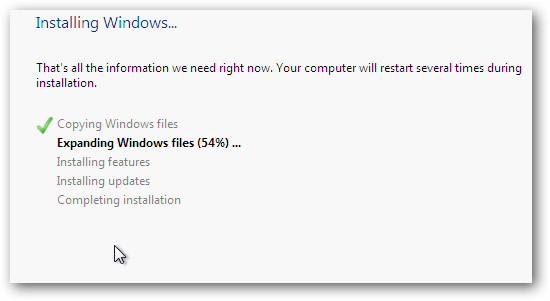 Installing Windows...
That's all the information we need right now. Your computer will restart several times during
installation.
Copying Windows files
Expanding Windows files (54%) ...
Installing features
Installing updates
Completing installation